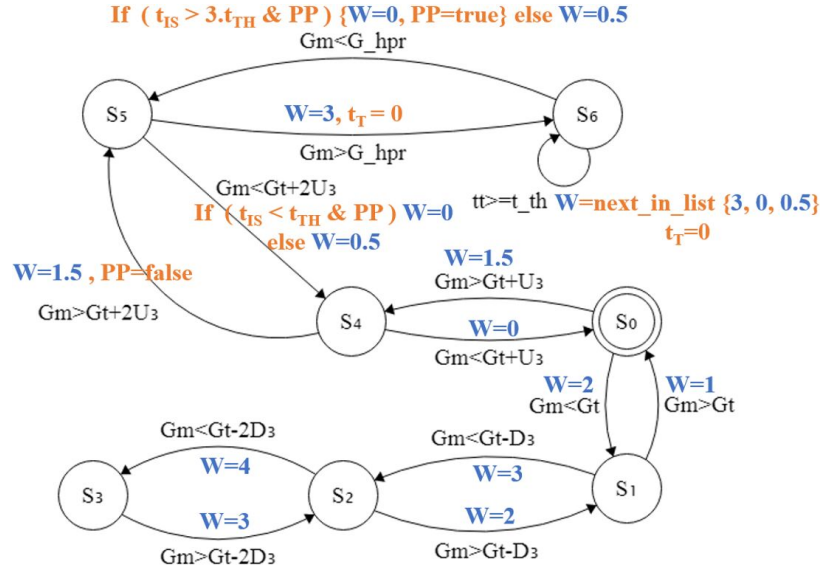 If ( tIS > 3.tTH & PP ) {W=0, PP=true} else W=0.5
Gm<G_hpr
S5
W=3, tT = 0
S6
Gm>G_hpr
Gm<Gt+2U3
tt>=t_th W=next_in_list {3, 0, 0.5}
tT=0
If ( tIS < tTH & PP ) W=0
else W=0.5
W=1.5 , PP=false
Gm>Gt+2U3
W=1.5
Gm>Gt+U3
S4
W=0
S0
Gm<Gt+U3
W=2
Gm<Gt
W=1
Gm>Gt
Gm<Gt-2D3
W=4
Gm<Gt-D3
W=3
S3
S2
S1
W=3
Gm>Gt-2D3
W=2
Gm>Gt-D3